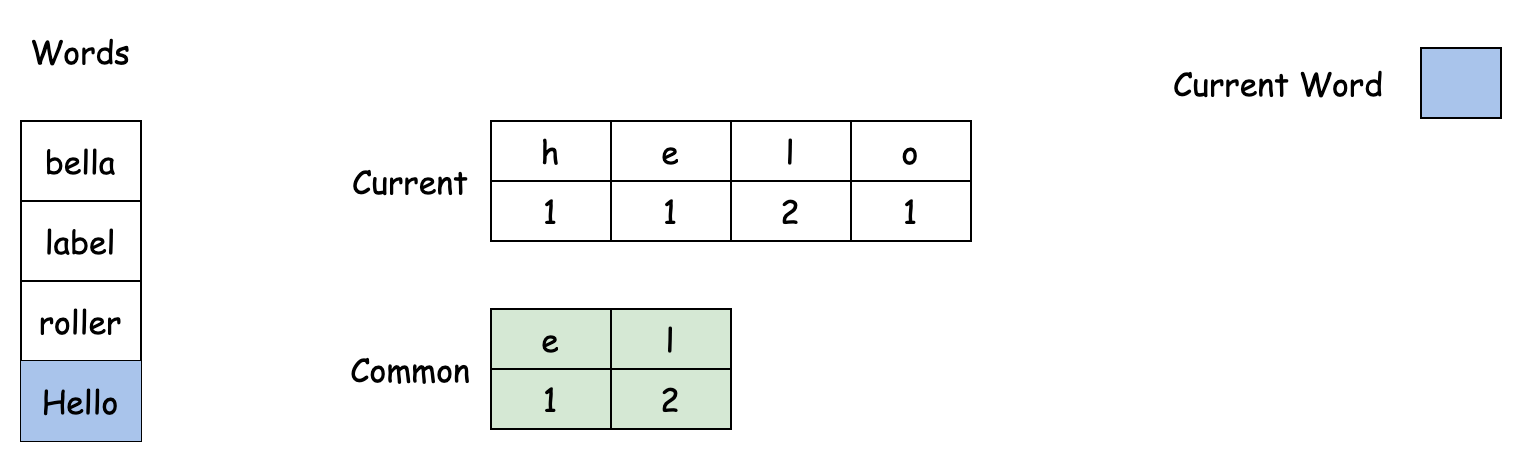 Words
Current Word
bella
label
roller
Hello
Current
h e l o
1 1 2 1
Common
e l
1 2